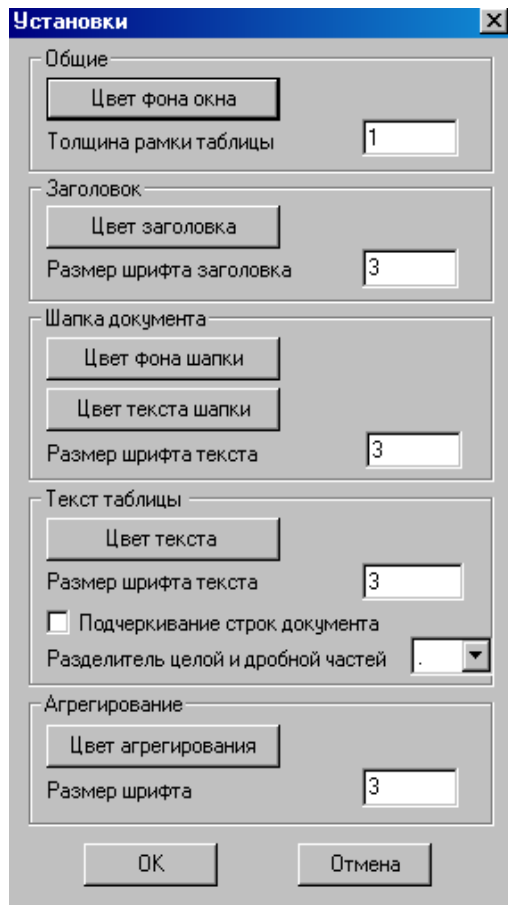 Установки
Общие
Цвет фона окна
Толщина рамки таблицы 1
Заголовок
Цвет заголовка
Размер шрифта заголовка 3
Шапка документа
Цвет фона шапки
Цвет текста шапки
Размер шрифта текста 3
Текст таблицы
Цвет текста
Размер шрифта текста 3
Подчеркивание строк документа
Разделитель целой и дробной частей .
Агрегирование
Цвет агрегирования
Размер шрифта 3
OK Отмена